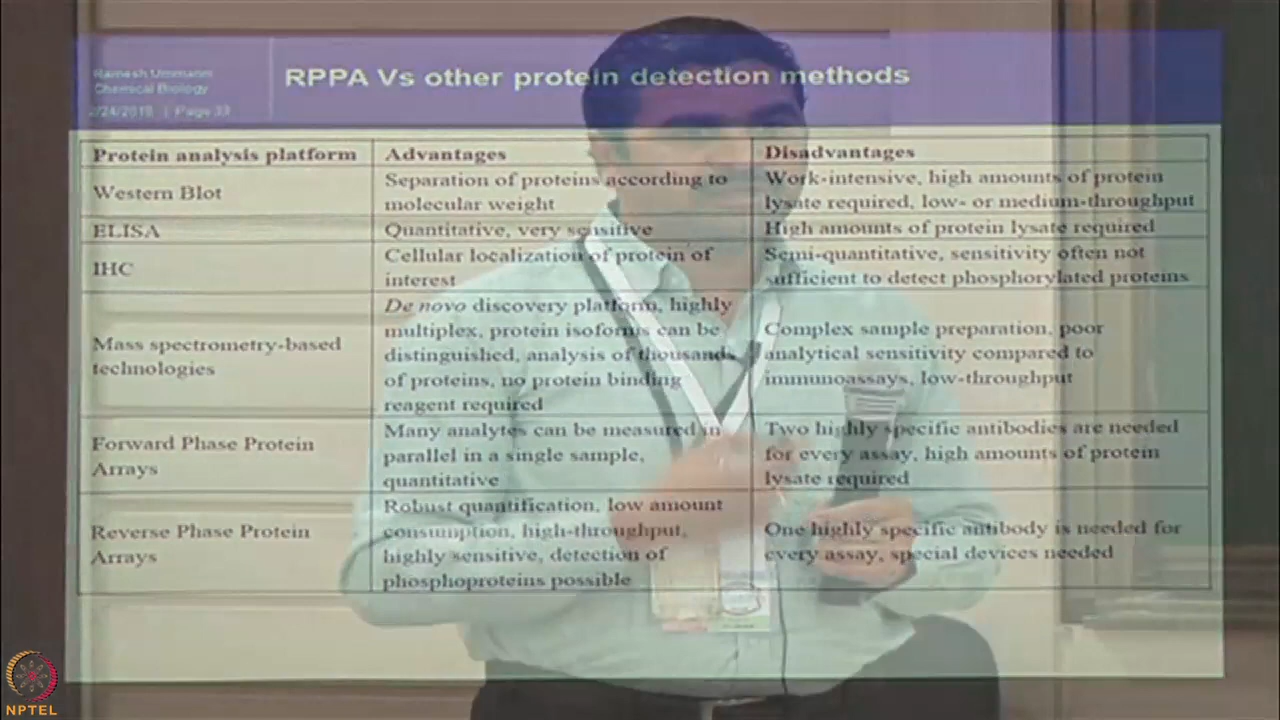 Ramesh Ummanni
Chemical Biology
2/24/2019 | Page 33
RPPA Vs other protein detection methods
Protein analysis platform
Advantages
Disadvantages
Western Blot
Separation of proteins according to
molecular weight
Work-intensive, high amounts of protein
lysate required, low- or medium-throughput
ELISA
Quantitative, very sensitive
High amounts of protein lysate required
IHC
Cellular localization of protein of
interest
Semi-quantitative, sensitivity often not
sufficient to detect phosphorylated proteins
Mass spectrometry-based
technologies
De novo discovery platform, highly
multiplex, protein isoforms can be
distinguished, analysis of thousands
of proteins, no protein binding
reagent required
Complex sample preparation, poor
analytical sensitivity compared to
immunoassays, low-throughput
Forward Phase Protein
Arrays
Many analytes can be measured in
parallel in a single sample,
quantitative
Two highly specific antibodies are needed
for every assay, high amounts of protein
lysate required
Reverse Phase Protein
Arrays
Robust quantification, low amount
consumption, high-throughput,
highly sensitive, detection of
phosphoproteins possible
One highly specific antibody is needed for
every assay, special devices needed
NPTEL